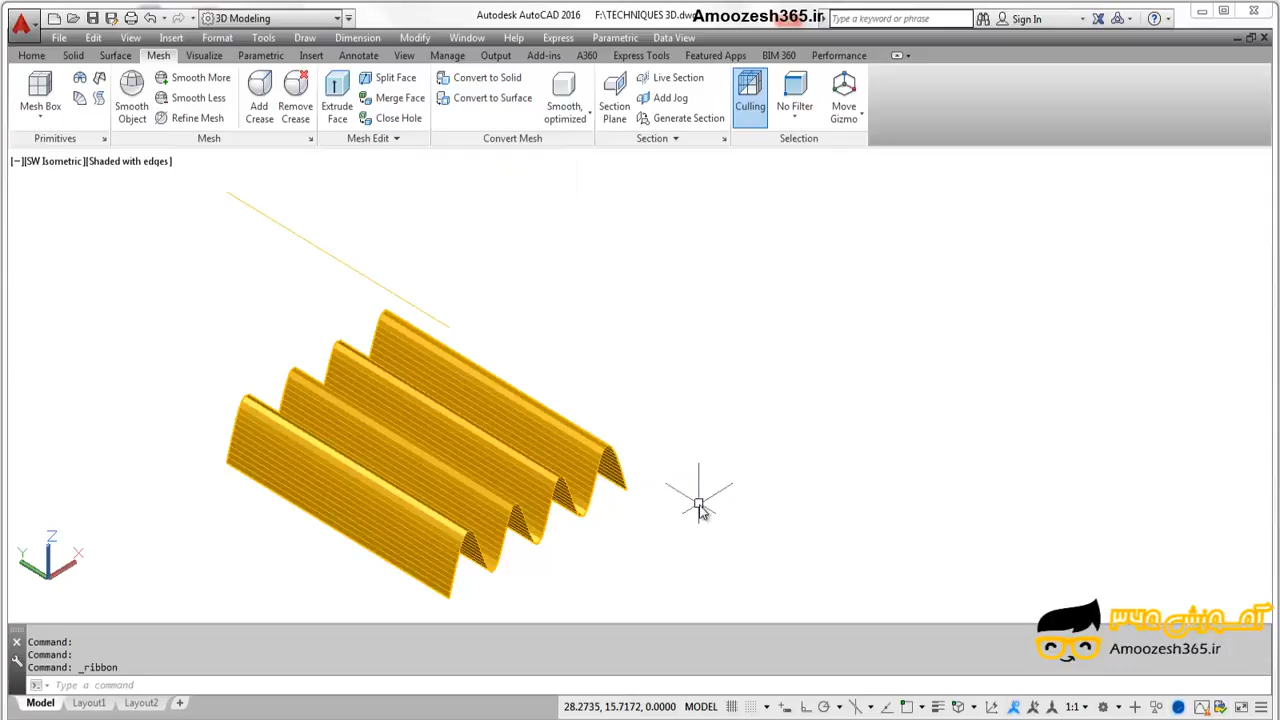 3D Modeling
Autodesk AutoCAD 2016 F:\TECHNIQUES 3D.dw
Amoozesh365.ir
Type a keyword or phrase
Sign In
File Edit View Insert Format Tools Draw Dimension Modify Window Help Express Parametric Data View
Home Solid Surface Mesh Visualize Parametric Insert Annotate View Manage Output Add-ins A360 Express Tools Featured Apps BIM 360 Performance
Mesh Box
Smooth Object
Smooth More
Smooth Less
Refine Mesh
Add Crease
Remove Crease
Extrude Face
Split Face
Merge Face
Close Hole
Convert to Solid
Convert to Surface
Smooth, optimized
Section Plane
Live Section
Add Jog
Generate Section
Culling
No Filter
Move Gizmo
Primitives Mesh Mesh Edit Convert Mesh Section Selection
[−][SW Isometric][Shaded with edges]
Z
Y X
Command:
Command:
Command: _ribbon
Type a command
آموزش ۳۶۵
Amoozesh365.ir
Model Layout1 Layout2 +
28.2735, 15.7172, 0.0000 MODEL 1:1